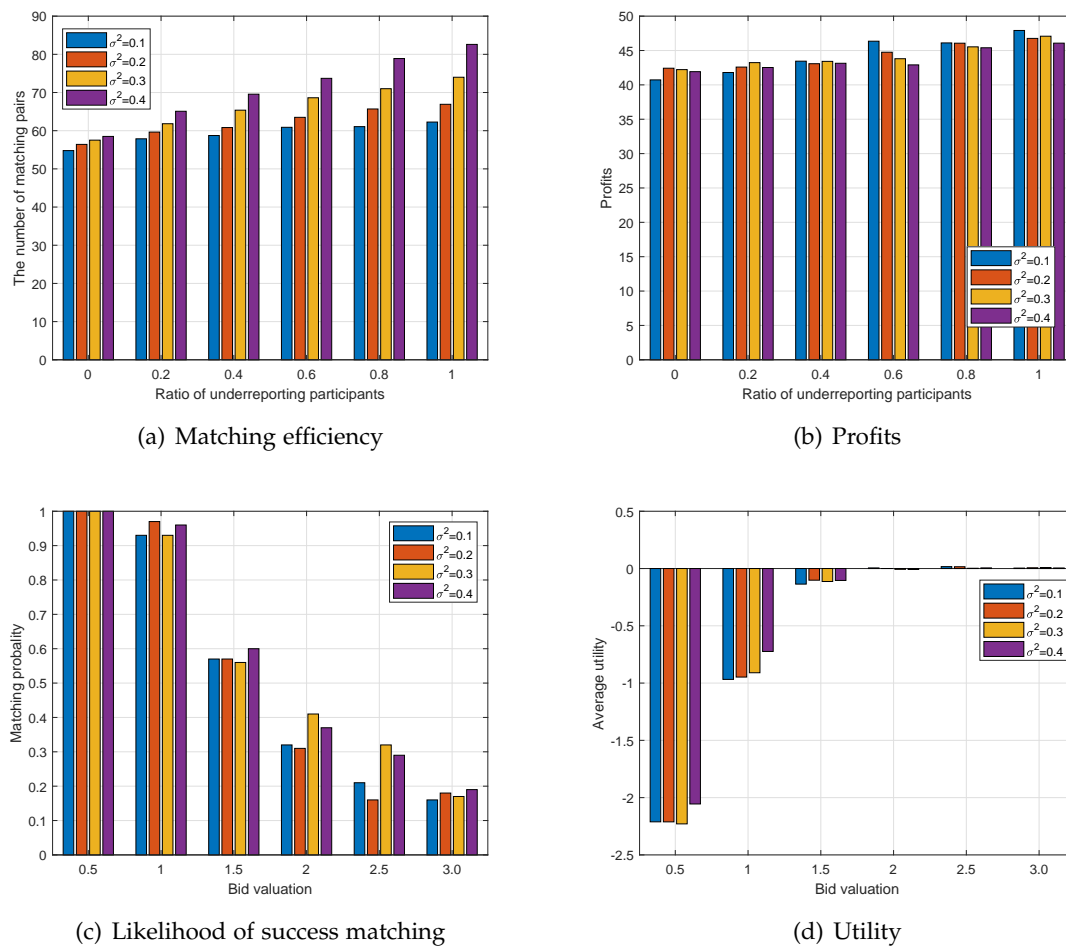 90
80
70
60
50
40
30
20
10
0
The number of matching pairs
σ²=0.1
σ²=0.2
σ²=0.3
σ²=0.4
0 0.2 0.4 0.6 0.8 1
Ratio of underreporting participants
(a) Matching efficiency
50
45
40
35
30
25
20
15
10
5
0
Profits
σ²=0.1
σ²=0.2
σ²=0.3
σ²=0.4
0 0.2 0.4 0.6 0.8 1
Ratio of underreporting participants
(b) Profits
1
0.9
0.8
0.7
0.6
0.5
0.4
0.3
0.2
0.1
0
Matching probality
σ²=0.1
σ²=0.2
σ²=0.3
σ²=0.4
0.5 1 1.5 2 2.5 3.0
Bid valuation
(c) Likelihood of success matching
0.5
0
-0.5
-1
-1.5
-2
-2.5
Average utility
σ²=0.1
σ²=0.2
σ²=0.3
σ²=0.4
0.5 1 1.5 2 2.5 3.0
Bid valuation
(d) Utility